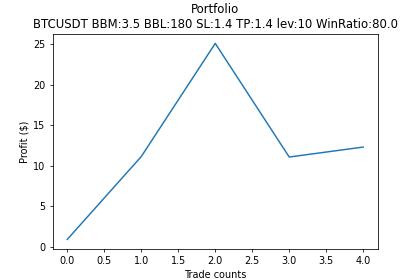 Portfolio
BTCUSDT BBM:3.5 BBL:180 SL:1.4 TP:1.4 lev:10 WinRatio:80.0
25
20
15
10
5
0
Profit ($)
0.0 0.5 1.0 1.5 2.0 2.5 3.0 3.5 4.0
Trade counts